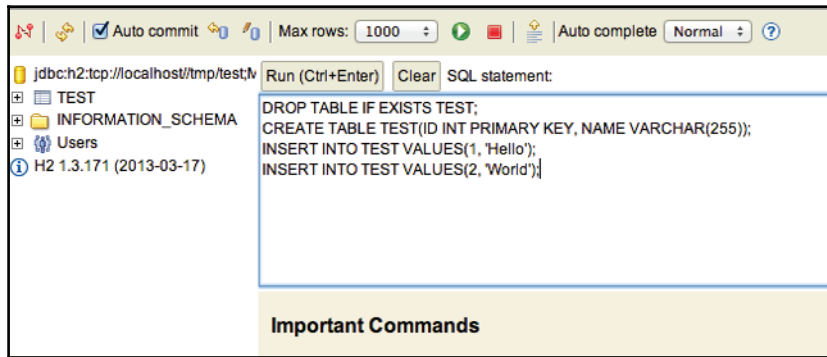 Auto commit Max rows: 1000 Auto complete Normal ?
jdbc:h2:tcp://localhost//tmp/test;M
TEST
INFORMATION_SCHEMA
Users
H2 1.3.171 (2013-03-17)
Run (Ctrl+Enter) Clear SQL statement:
DROP TABLE IF EXISTS TEST;
CREATE TABLE TEST(ID INT PRIMARY KEY, NAME VARCHAR(255));
INSERT INTO TEST VALUES(1, 'Hello');
INSERT INTO TEST VALUES(2, 'World');
Important Commands